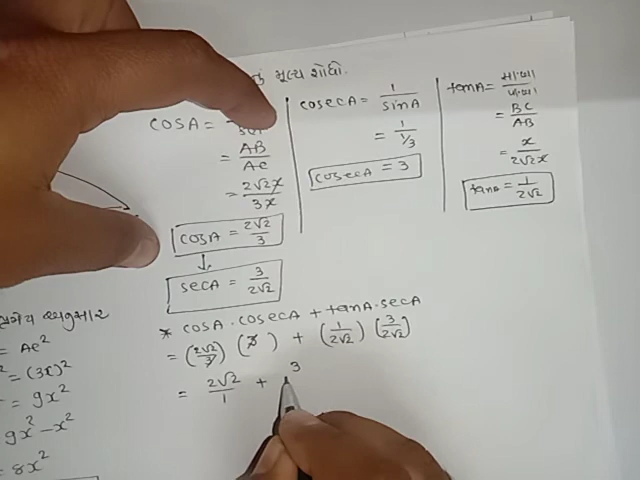 નું મૂલ્ય શોધો.
cosA =
= AB/AC
= 2√2x/3x
cosA = 2√2/3
↓
secA = 3/2√2
cosecA = 1/sinA
= 1/1/3
cosecA = 3
tanA =
= BC/AB
= x/2√2x
tanA = 1/2√2
* cosA · cosecA + tanA · secA
= (2√2/3) (3) + (1/2√2) (3/2√2)
= 2√2/1 + 3
= AC²
= (3x)²
= 9x²
9x² - x²
= 8x²